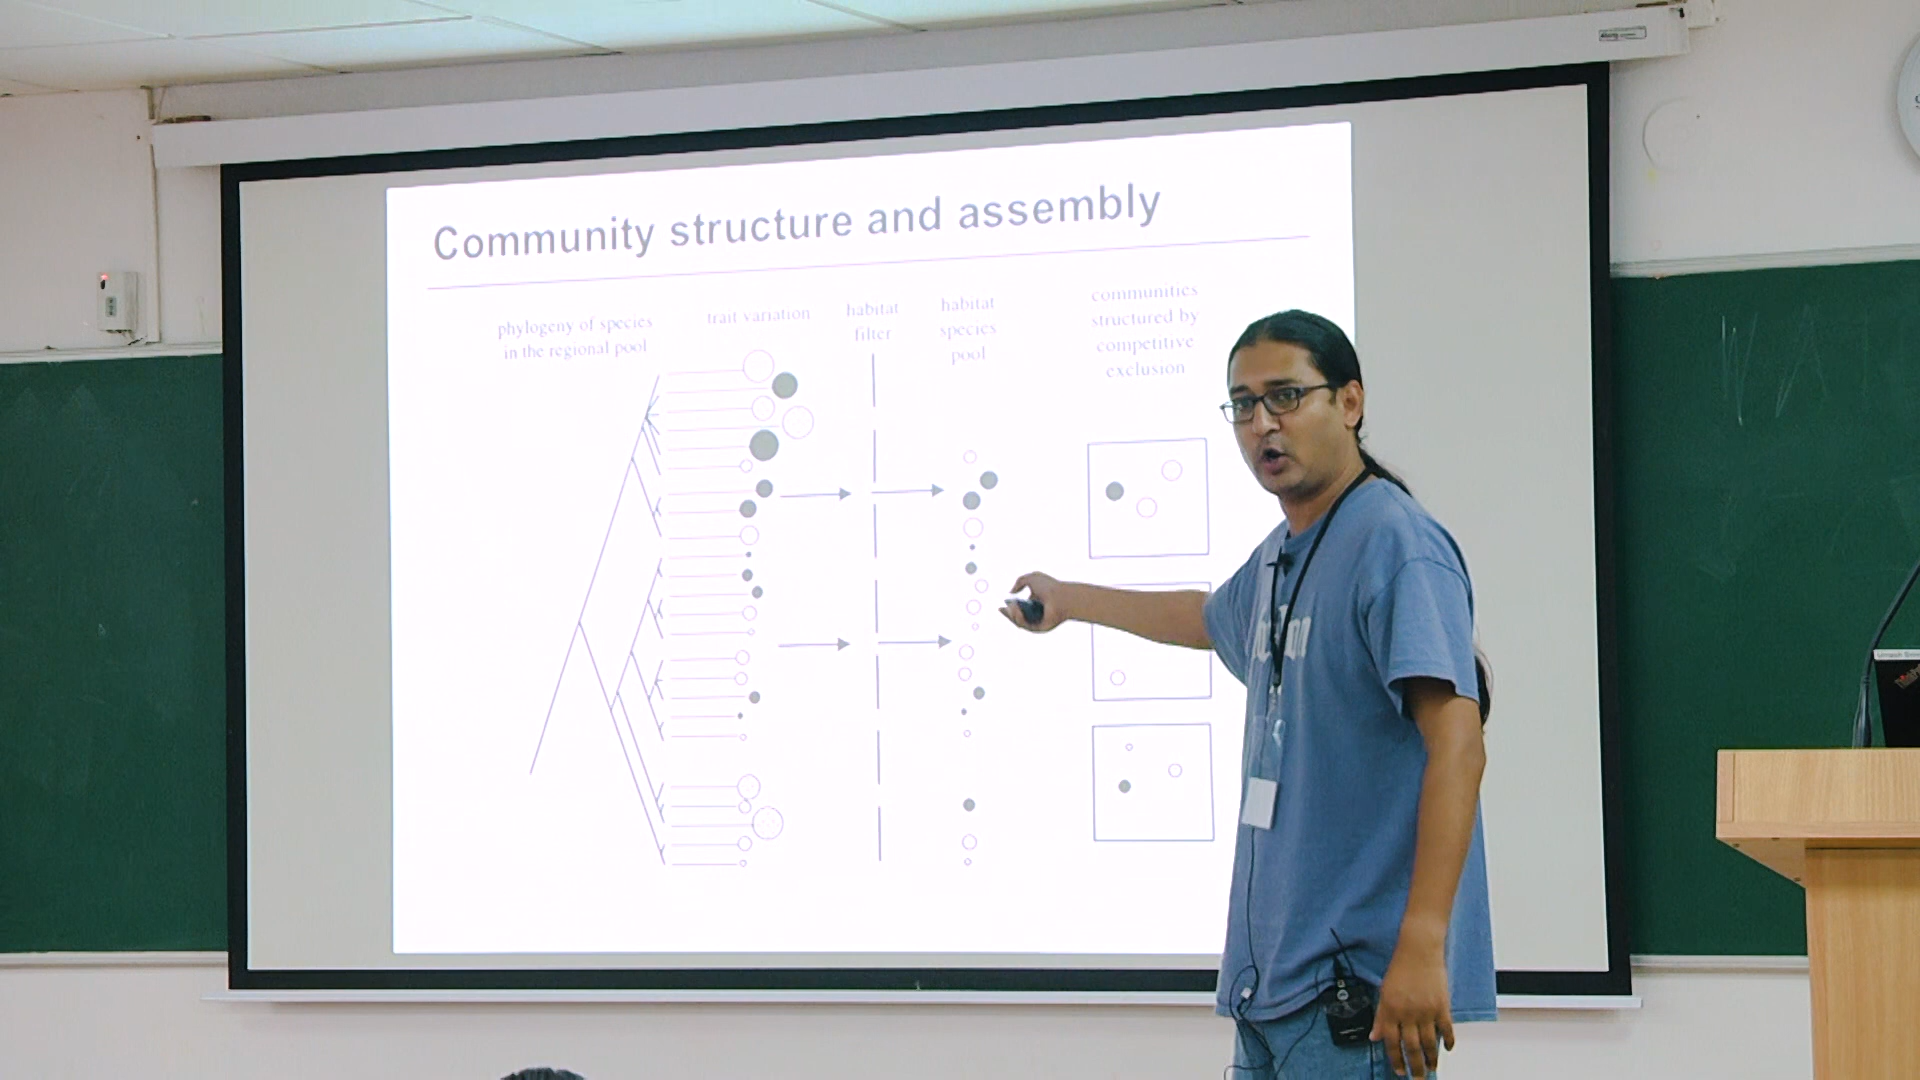 Community structure and assembly
phylogeny of species
in the regional pool
trait variation
habitat
filter
habitat
species
pool
communities
structured by
competitive
exclusion